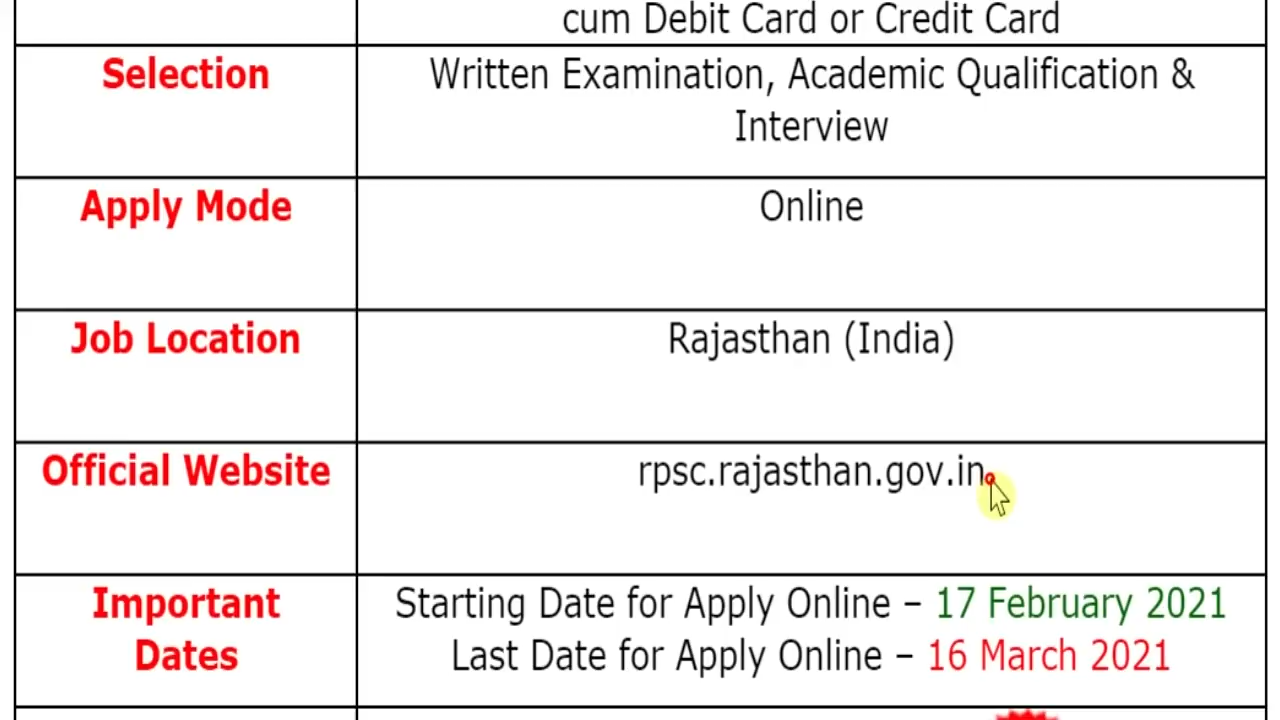 cum Debit Card or Credit Card
Selection
Written Examination, Academic Qualification &
Interview
Apply Mode
Online
Job Location
Rajasthan (India)
Official Website
rpsc.rajasthan.gov.in
Important
Dates
Starting Date for Apply Online – 17 February 2021
Last Date for Apply Online – 16 March 2021